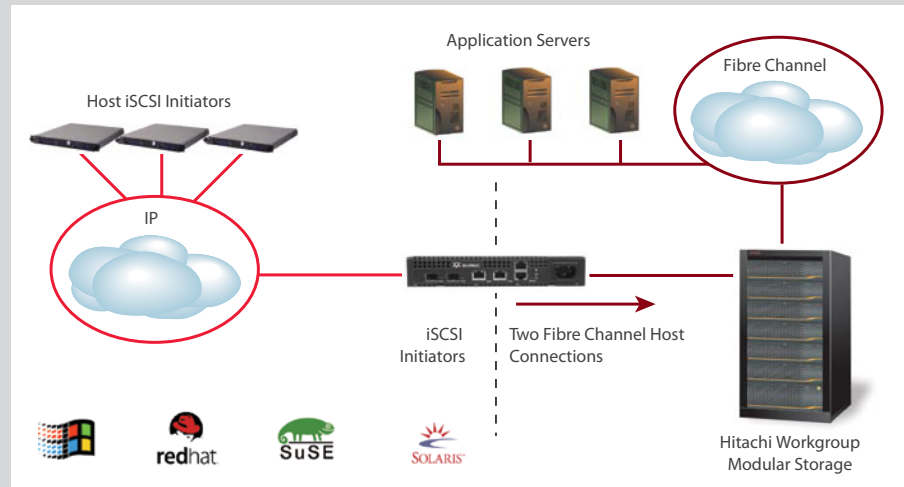 Application Servers
Fibre Channel
Host iSCSI Initiators
IP
iSCSI
Initiators
Two Fibre Channel Host
Connections
redhat.
SuSE
SOLARIS™
Hitachi Workgroup
Modular Storage